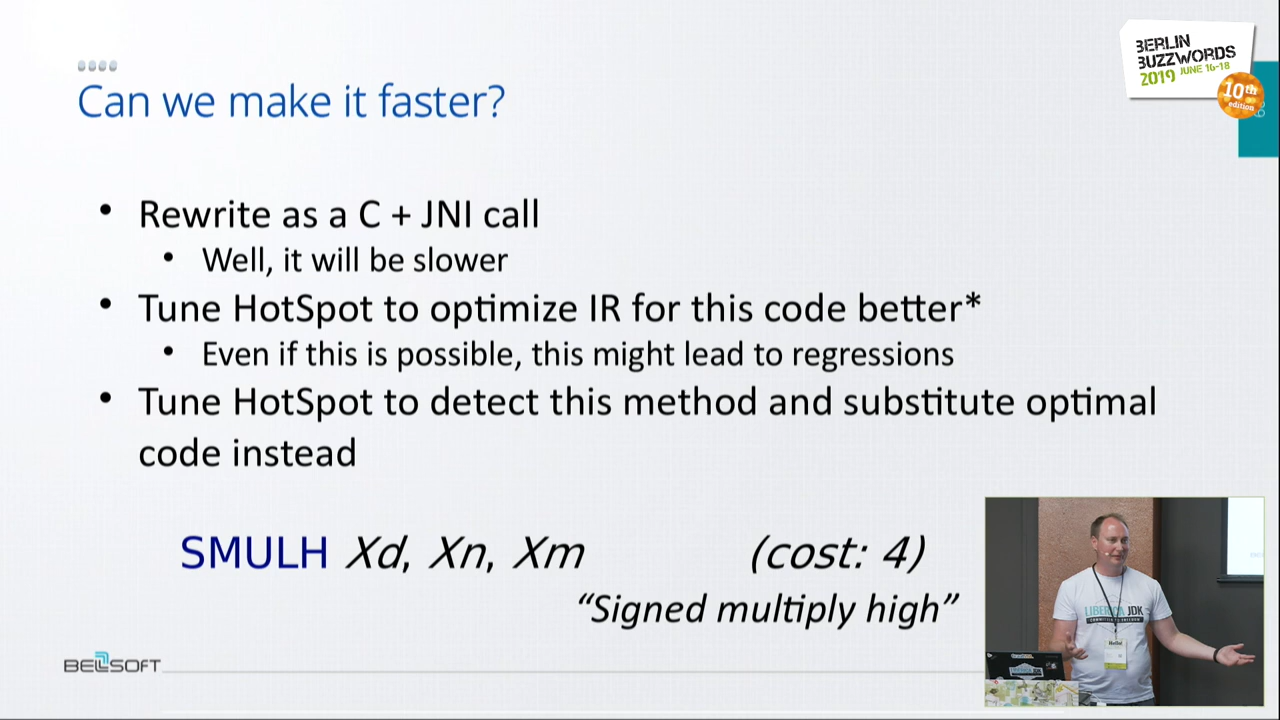 BERLIN
BUZZWORDS
2019 JUNE 16-18
10th
edition
Can we make it faster?
• Rewrite as a C + JNI call
• Well, it will be slower
• Tune HotSpot to optimize IR for this code better*
• Even if this is possible, this might lead to regressions
• Tune HotSpot to detect this method and substitute optimal
code instead
SMULH Xd, Xn, Xm (cost: 4)
“Signed multiply high”
LIBERICA JDK
Hello
BELLSOFT